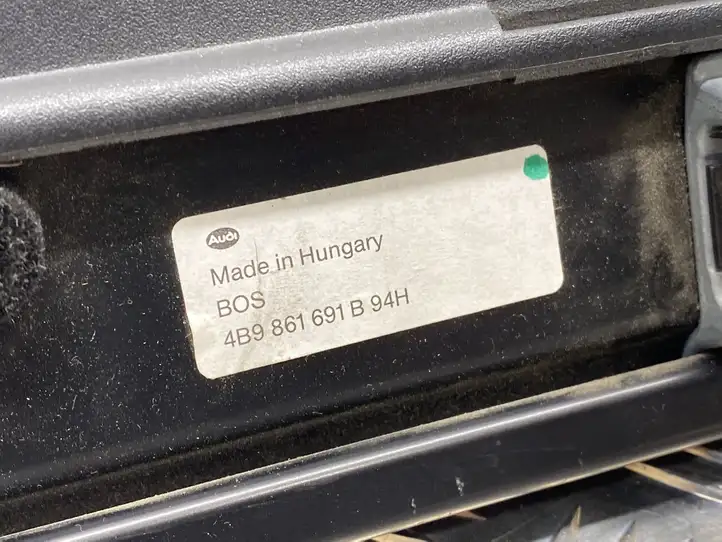 Audi
Made in Hungary
BOS
4B9 861 691 B 94H